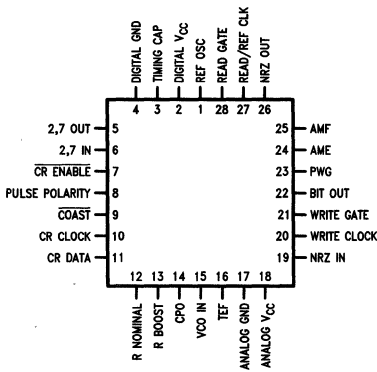 DIGITAL GND
TIMING CAP
DIGITAL VCC
REF OSC
READ GATE
READ/REF CLK
NRZ OUT
4 3 2 1 28 27 26
2,7 OUT 5
2,7 IN 6
CR ENABLE 7
PULSE POLARITY 8
COAST 9
CR CLOCK 10
CR DATA 11
25 AMF
24 AME
23 PWG
22 BIT OUT
21 WRITE GATE
20 WRITE CLOCK
19 NRZ IN
12 13 14 15 16 17 18
R NOMINAL
R BOOST
CPO
VCO IN
TEF
ANALOG GND
ANALOG VCC